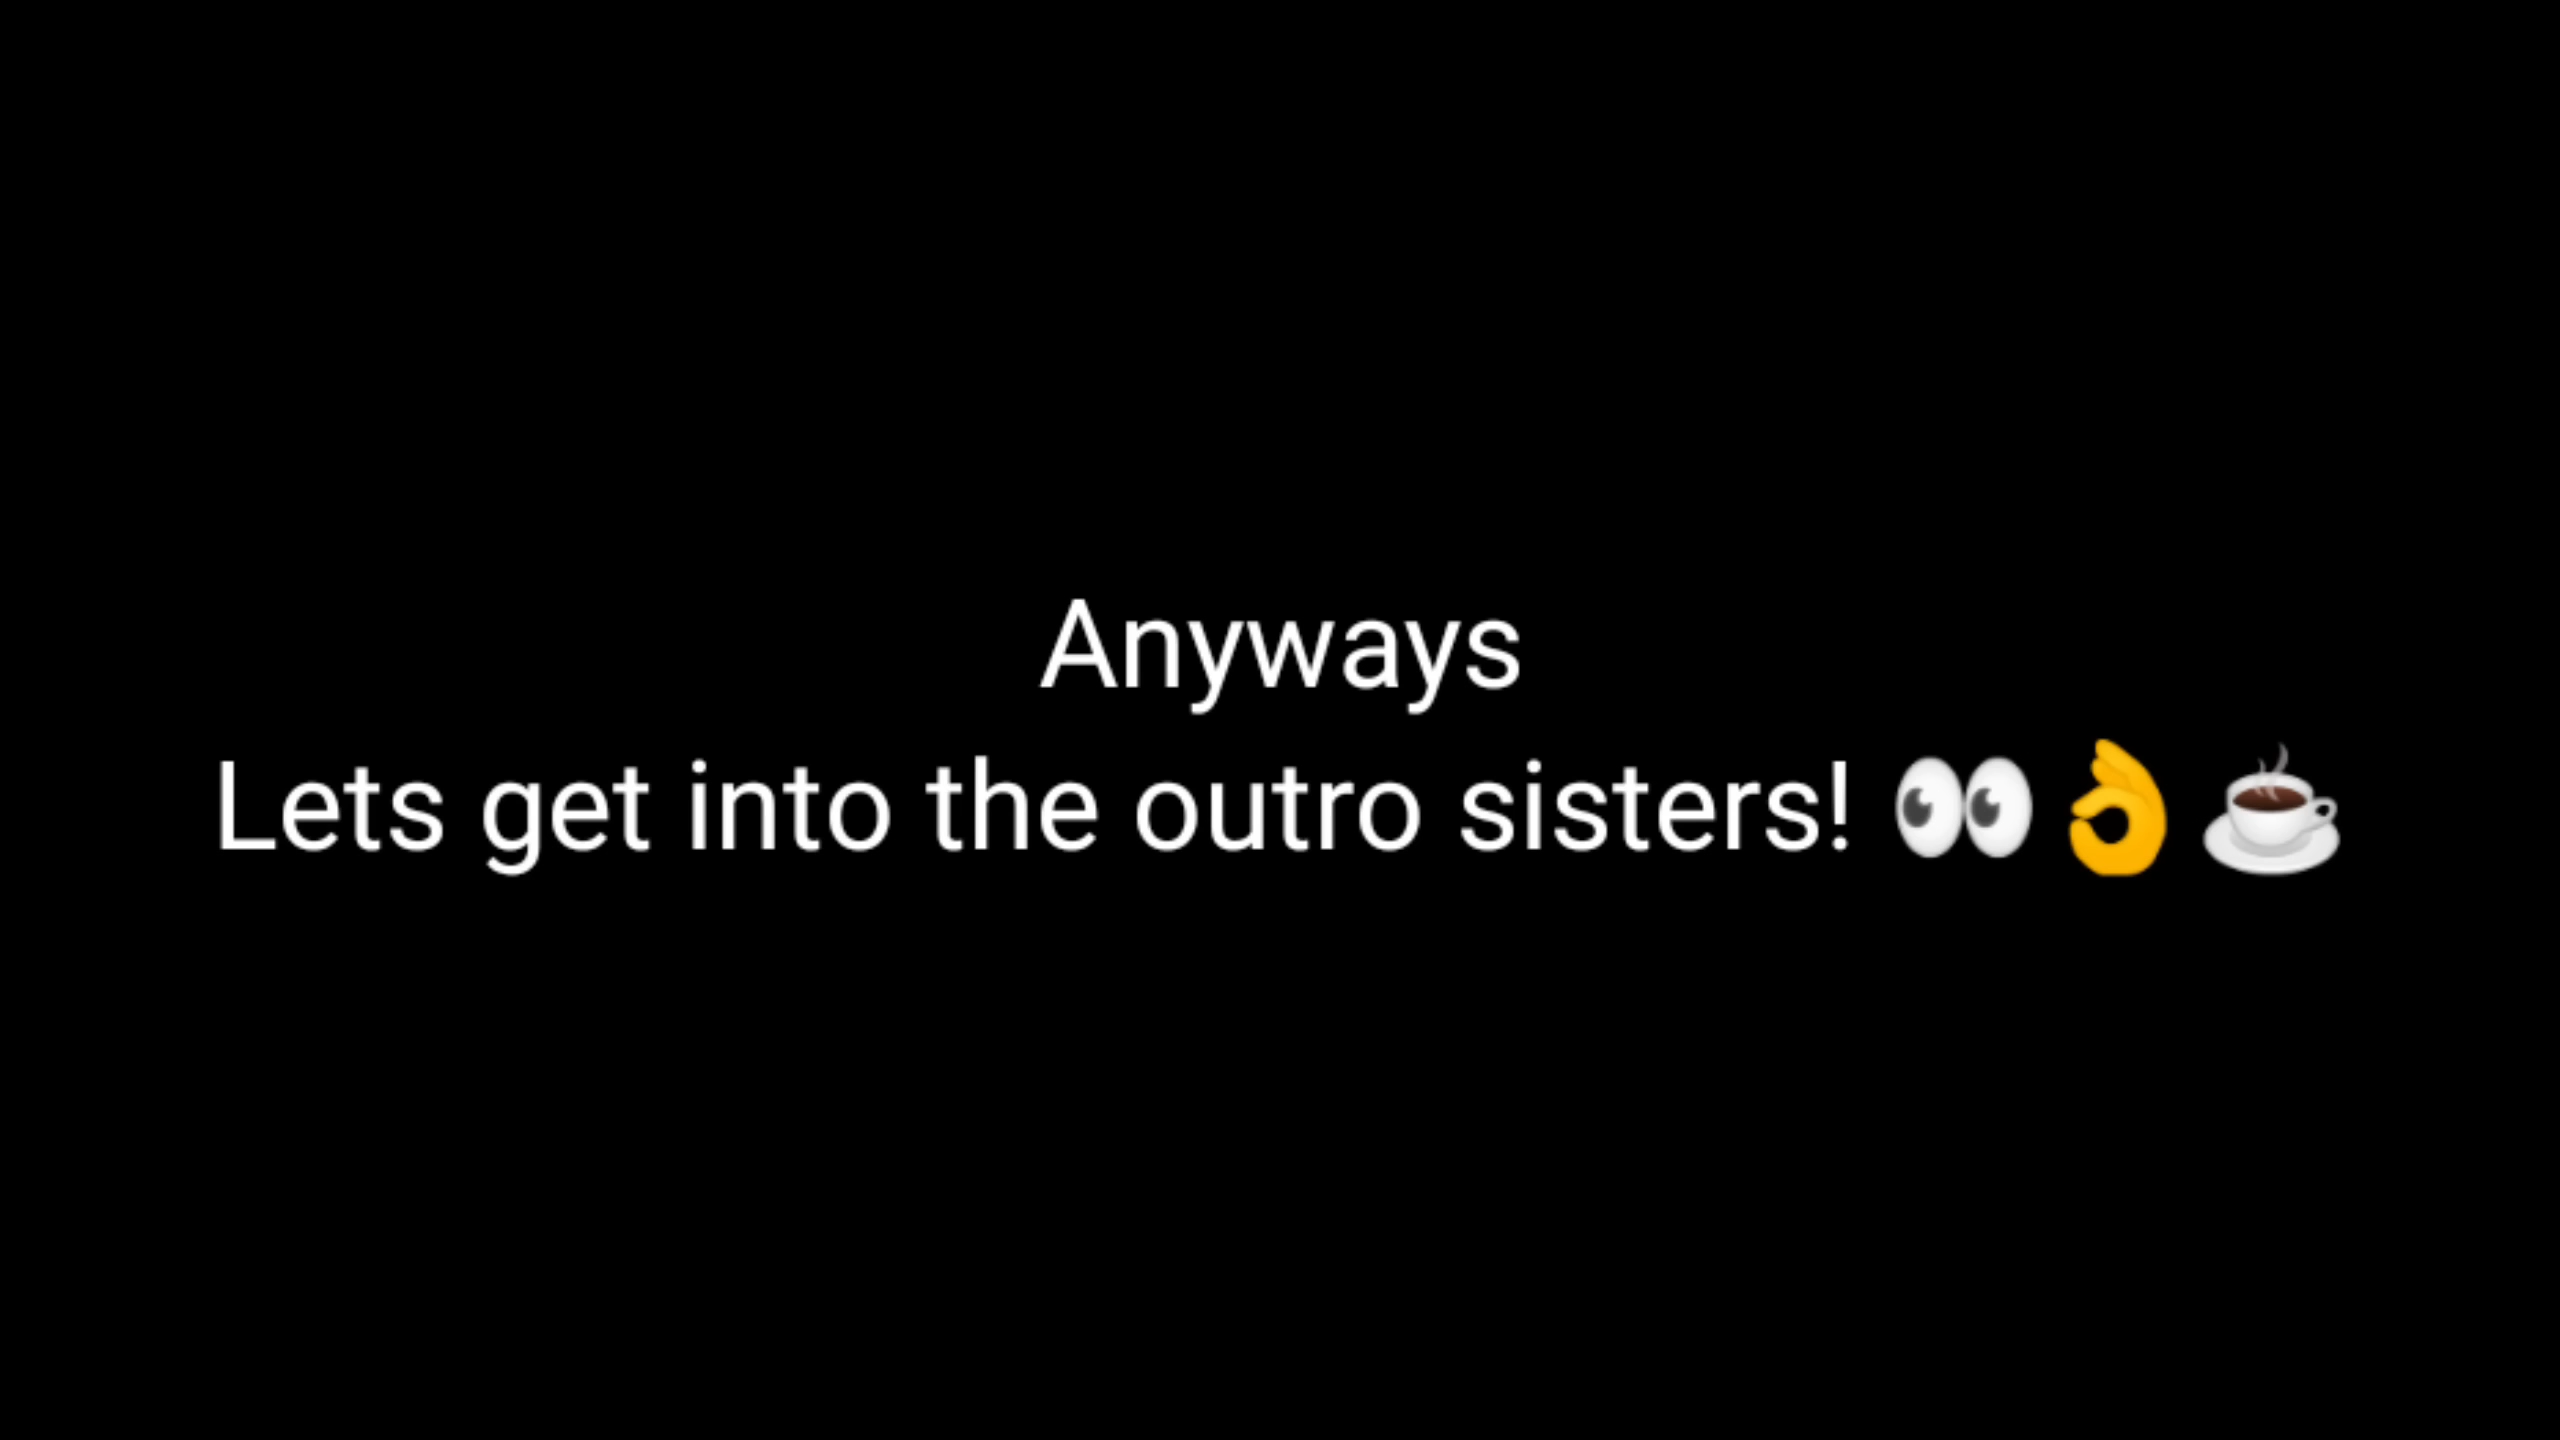 Anyways
Lets get into the outro sisters! 👀👌☕